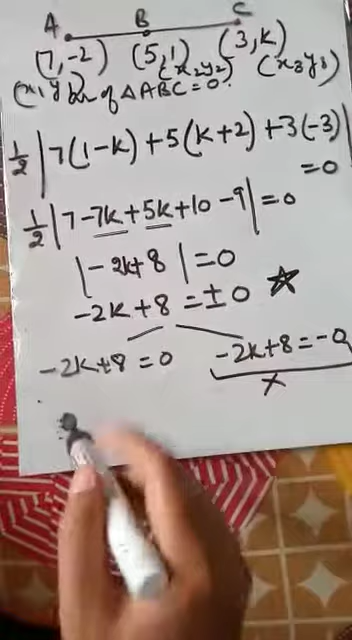 A B C
(7,-2) (5,1) (3,k)
(x₁y₁) (x₂y₂) (x₃y₃)
of △ABC=0
1/2 |7(1-k)+5(k+2)+3(-3)| =0
1/2 |7-7k+5k+10-9|=0
|-2k+8|=0
-2k+8=±0 ☆
-2k+8=0 -2k+8=-0
×